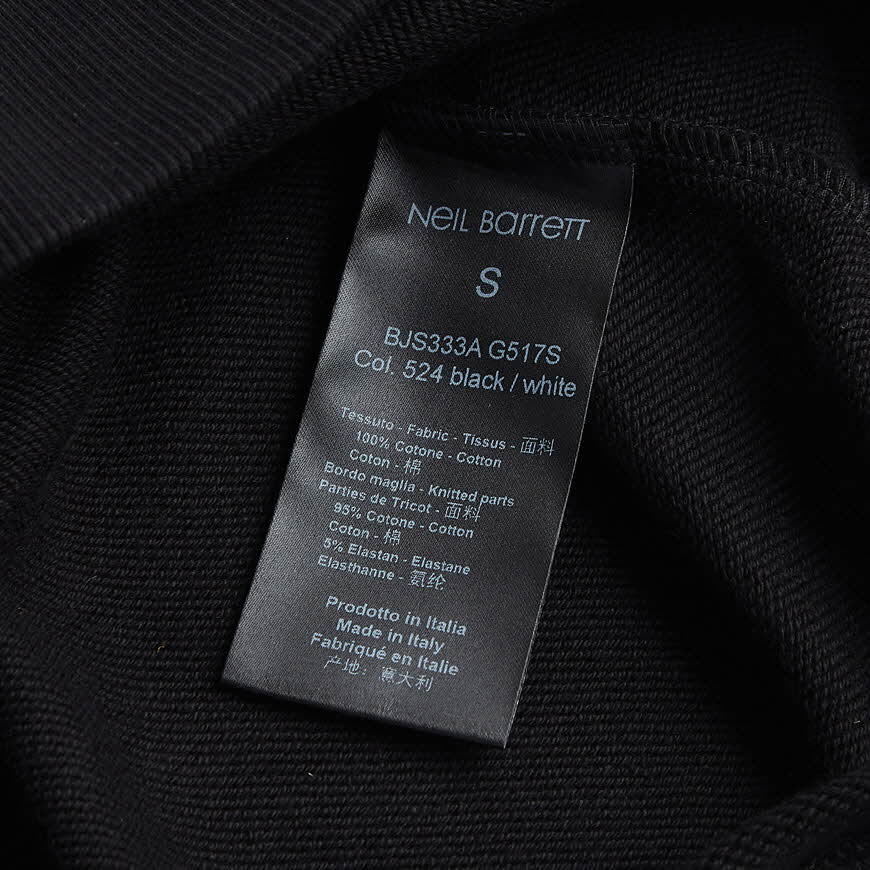 NEIL BARRETT
S
BJS333A G517S
Col. 524 black / white
Tessuto - Fabric - Tissus - 面料
100% Cotone - Cotton
Coton - 棉
Bordo maglia - Knitted parts
Parties de Tricot - 面料
95% Cotone - Cotton
Coton - 棉
5% Elastan - Elastane
Elasthanne - 氨纶
Prodotto in Italia
Made in Italy
Fabriqué en Italie
产地: 意大利